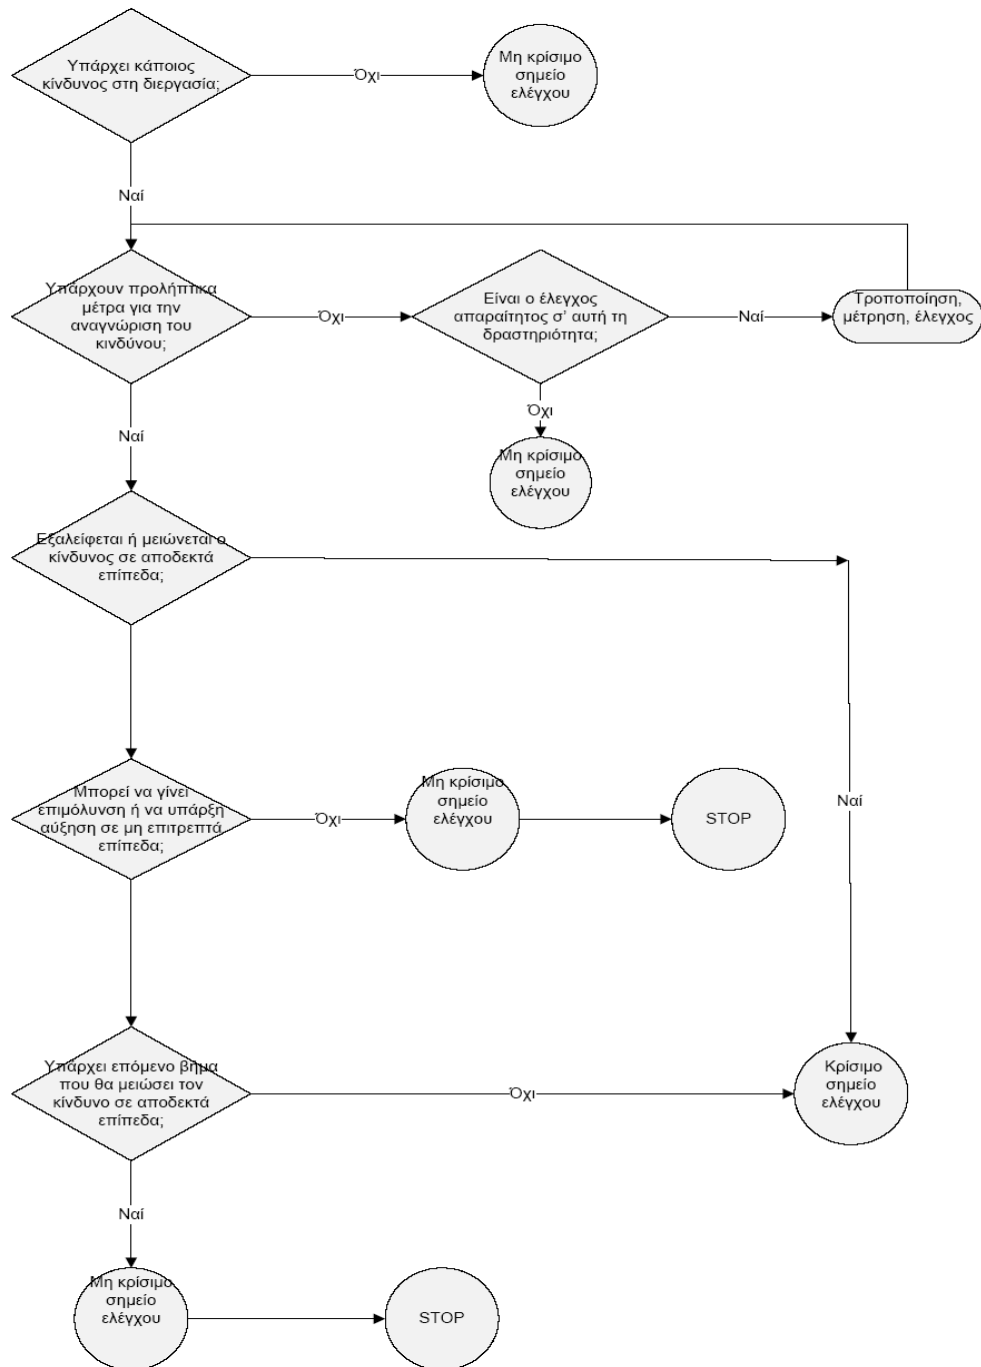 Υπάρχει κάποιος
κίνδυνος στη διεργασία;
Όχι
Μη κρίσιμο
σημείο
ελέγχου
Ναί
Υπάρχουν προλήπτικα
μέτρα για την
αναγνώριση του
κινδύνου;
Όχι
Είναι ο έλεγχος
απαραίτητος σ' αυτή τη
δραστηριότητα;
Ναί
Τροποποίηση,
μέτρηση, έλεγχος
Όχι
Μη κρίσιμο
σημείο
ελέγχου
Ναί
Εξαλείφεται ή μειώνεται ο
κίνδυνος σε αποδεκτά
επίπεδα;
Ναί
Μπορεί να γίνει
επιμόλυνση ή να υπάρξη
αύξηση σε μη επιτρεπτά
επίπεδα;
Όχι
Μη κρίσιμο
σημείο
ελέγχου
STOP
Υπάρχει επόμενο βήμα
που θα μειώσει τον
κίνδυνο σε αποδεκτά
επίπεδα;
Όχι
Κρίσιμο
σημείο
ελέγχου
Ναί
Μη κρίσιμο
σημείο
ελέγχου
STOP